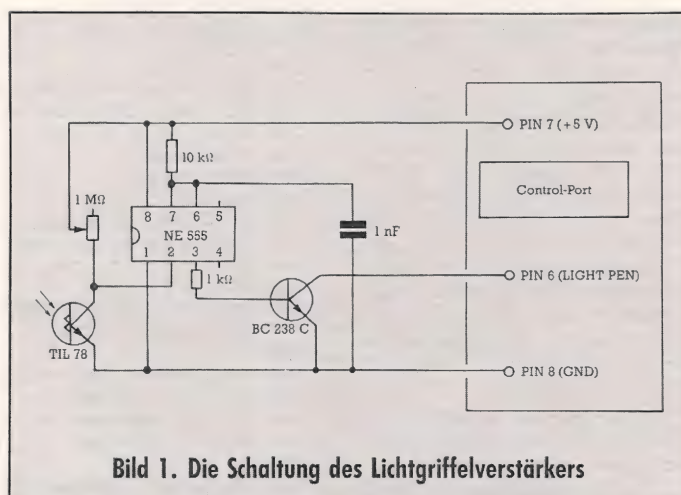 PIN 7 (+5 V)
10 kΩ
Control-Port
1 MΩ
8 7 6 5
NE 555
1 nF
1 2 3 4
1 kΩ
PIN 6 (LIGHT PEN)
BC 238 C
TIL 78
PIN 8 (GND)
Bild 1. Die Schaltung des Lichtgriffelverstärkers